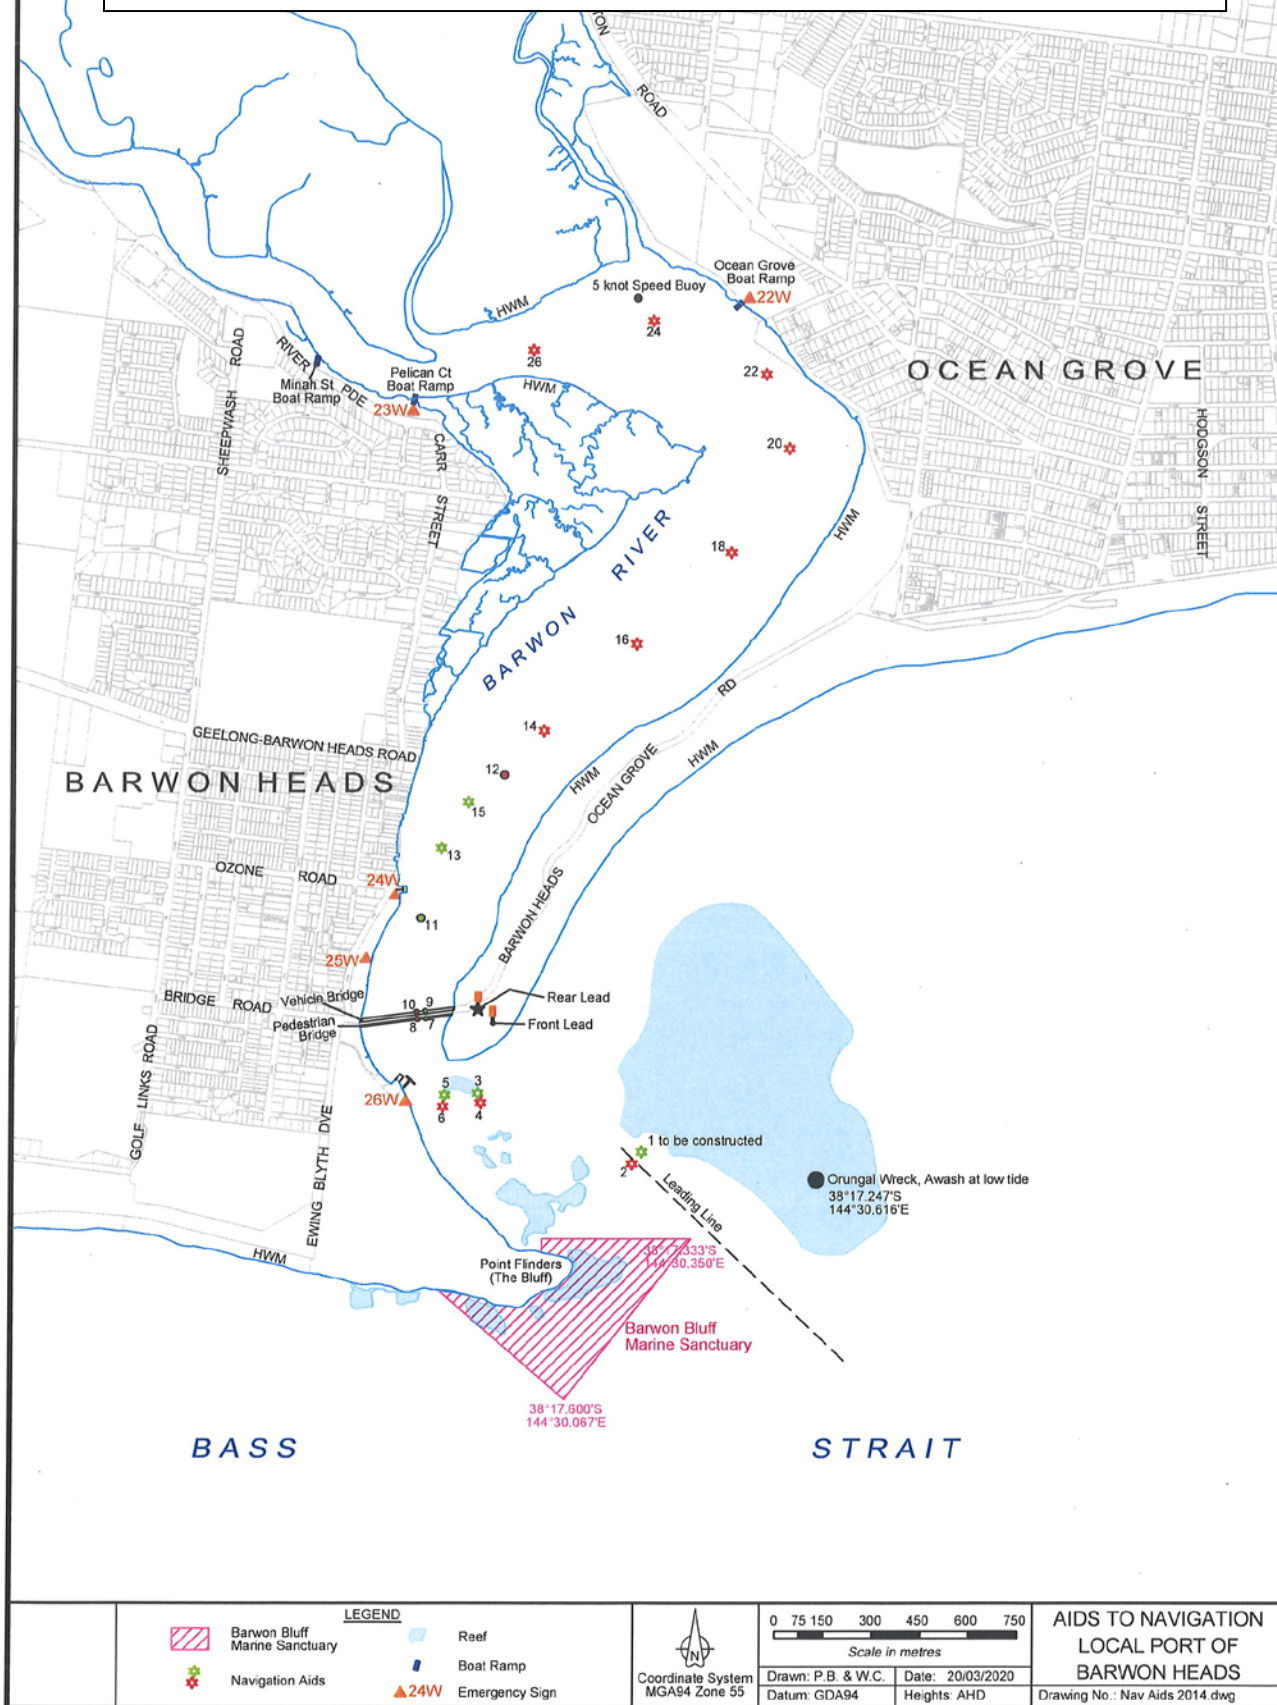 TON
ROAD
Ocean Grove
Boat Ramp
22W
5 knot Speed Buoy
HWM
24
26
22
OCEAN GROVE
ROAD
SHEEPWASH
RIVER
PDE
Minah St
Boat Ramp
Pelican Ct
Boat Ramp
23W
HWM
CARR
STREET
20
HODGSON
STREET
HWM
18
BARWON RIVER
16
RD
14
GEELONG-BARWON HEADS ROAD
HWM
HWM
OCEAN GROVE
12
BARWON HEADS
15
13
OZONE ROAD
24W
BARWON HEADS
11
25W
BRIDGE ROAD
Vehicle Bridge
10 9
Rear Lead
Pedestrian
Bridge
8 7
Front Lead
GOLF LINKS ROAD
EWING BLYTH DVE
26W
5 3
6 4
1 to be constructed
2
Leading Line
Orungal Wreck, Awash at low tide
38°17.247'S
144°30.616'E
HWM
Point Flinders
(The Bluff)
38°17.333'S
144°30.350'E
Barwon Bluff
Marine Sanctuary
38°17.600'S
144°30.067'E
BASS STRAIT
LEGEND
Barwon Bluff
Marine Sanctuary
Navigation Aids
Reef
Boat Ramp
24W Emergency Sign
N
Coordinate System
MGA94 Zone 55
0 75 150 300 450 600 750
Scale in metres
Drawn: P.B. & W.C. Date: 20/03/2020
Datum: GDA94 Heights: AHD
AIDS TO NAVIGATION
LOCAL PORT OF
BARWON HEADS
Drawing No.: Nav Aids 2014.dwg